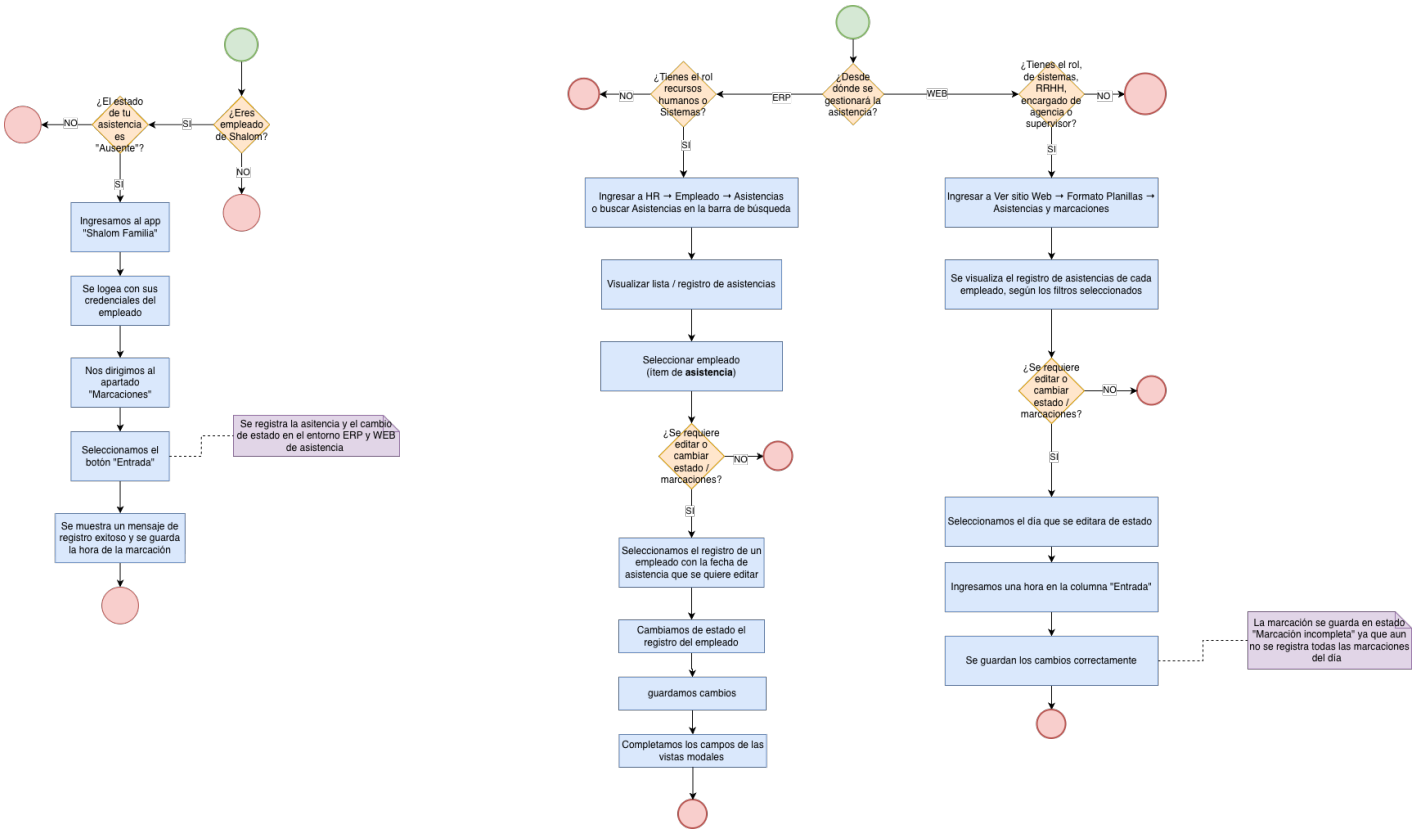 ¿Eres
empleado
de Shalom?
SI
NO
¿El estado
de tu
asistencia
es
"Ausente"?
NO
SI
Ingresamos al app
"Shalom Familia"
Se logea con sus
credenciales del
empleado
Nos dirigimos al
apartado
"Marcaciones"
Seleccionamos el
botón "Entrada"
Se registra la asitencia y el cambio
de estado en el entorno ERP y WEB
de asistencia
Se muestra un mensaje de
registro exitoso y se guarda
la hora de la marcación
¿Desde
dónde se
gestionará la
asistencia?
ERP
WEB
¿Tienes el rol
recursos
humanos o
Sistemas?
NO
SI
Ingresar a HR → Empleado → Asistencias
o buscar Asistencias en la barra de búsqueda
Visualizar lista / registro de asistencias
Seleccionar empleado
(ítem de asistencia)
¿Se requiere
editar o
cambiar
estado /
marcaciones?
NO
SI
Seleccionamos el registro de un
empleado con la fecha de
asistencia que se quiere editar
Cambiamos de estado el
registro del empleado
guardamos cambios
Completamos los campos de las
vistas modales
¿Tienes el rol,
de sistemas,
RRHH,
encargado de
agencia o
supervisor?
NO
SI
Ingresar a Ver sitio Web → Formato Planillas →
Asistencias y marcaciones
Se visualiza el registro de asistencias de cada
empleado, según los filtros seleccionados
¿Se requiere
editar o
cambiar
estado /
marcaciones?
NO
SI
Seleccionamos el día que se editara de estado
Ingresamos una hora en la columna "Entrada"
Se guardan los cambios correctamente
La marcación se guarda en estado
"Marcación incompleta" ya que aun
no se registra todas las marcaciones
del día